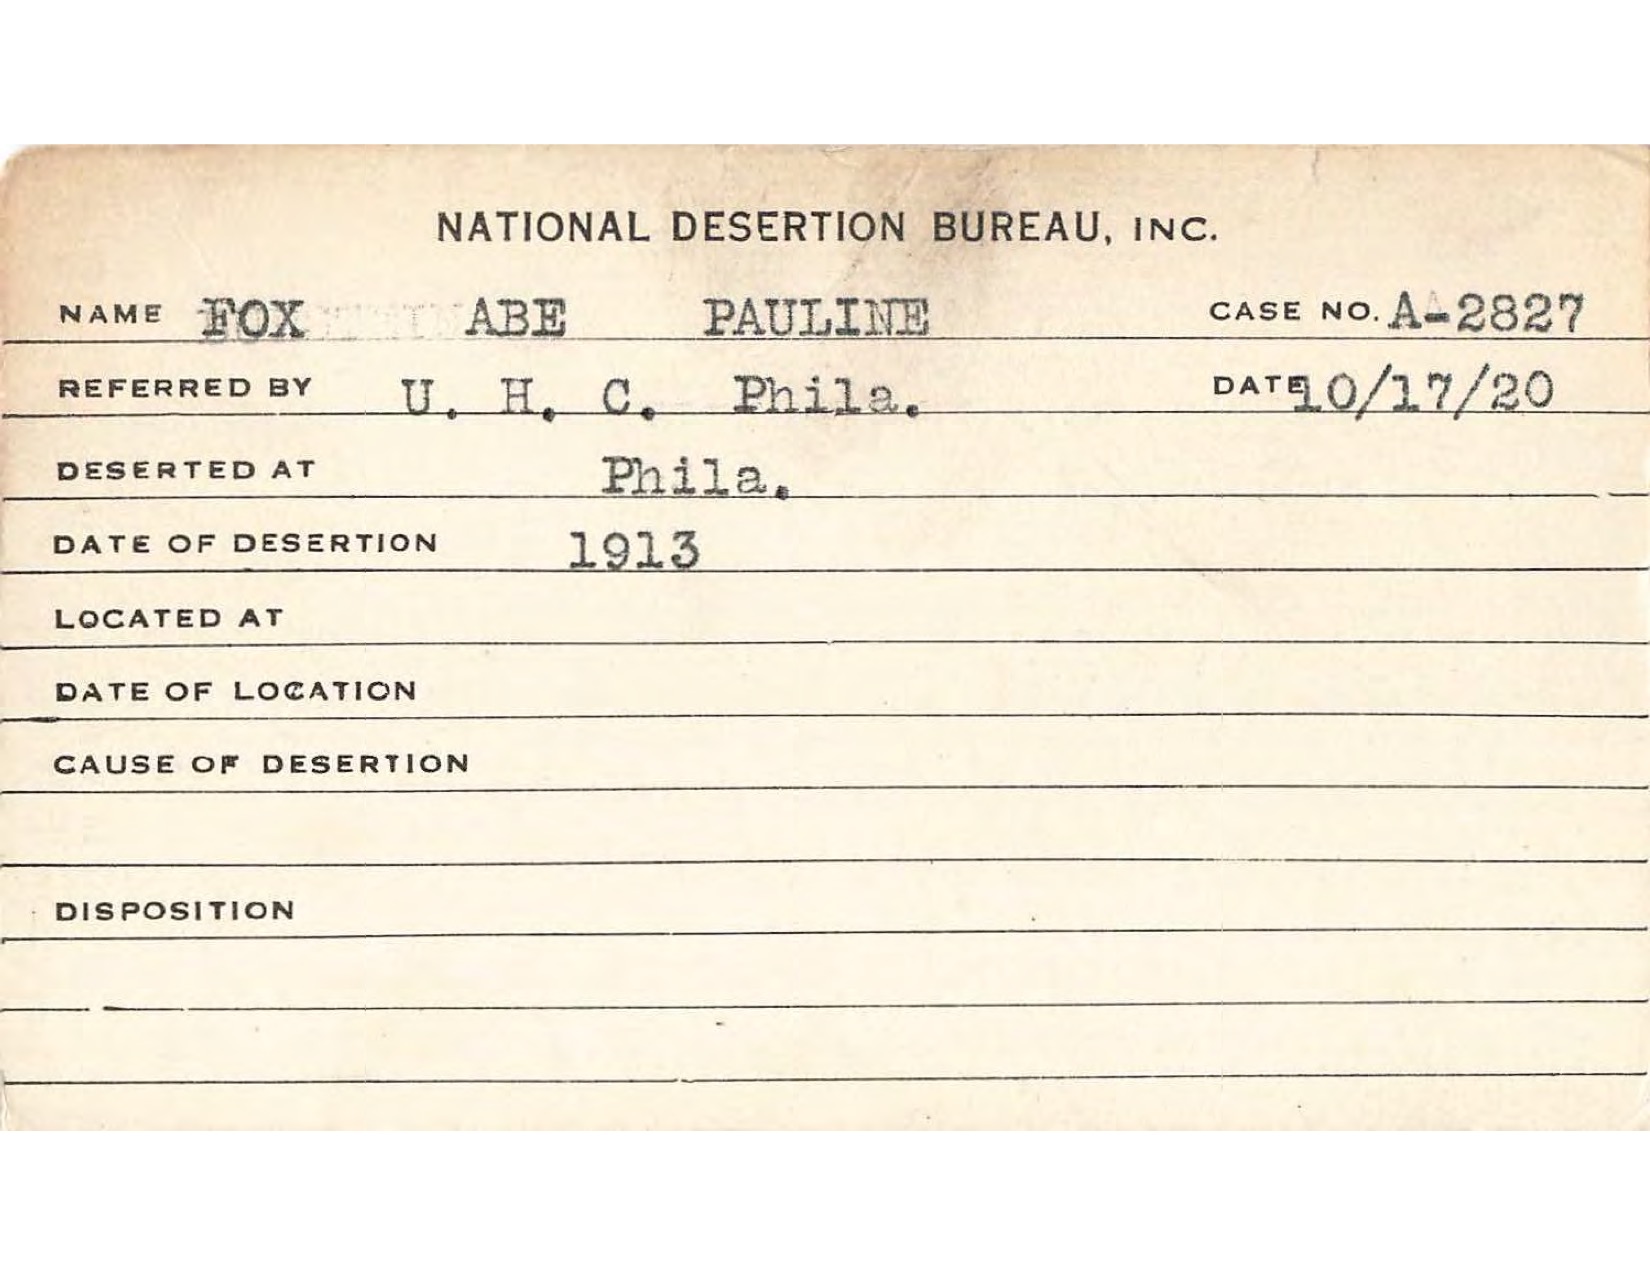 NATIONAL DESERTION BUREAU, INC.
NAME FOX ABE PAULINE CASE NO. A-2827
REFERRED BY U. H. C. Phila. DATE 10/17/20
DESERTED AT Phila.
DATE OF DESERTION 1913
LOCATED AT
DATE OF LOCATION
CAUSE OF DESERTION
DISPOSITION